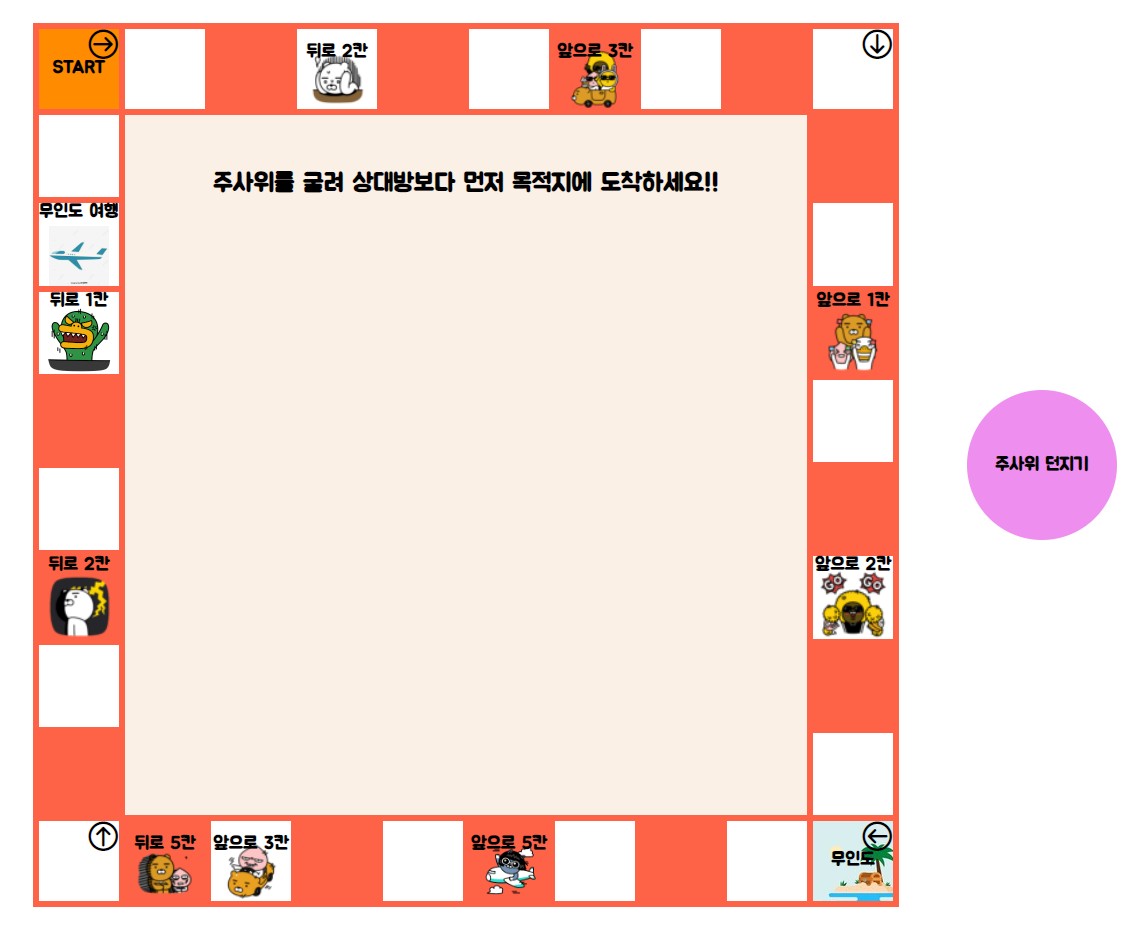 START
뒤로 2칸
앞으로 3칸
주사위를 굴려 상대방보다 먼저 목적지에 도착하세요!!
무인도 여행
뒤로 1칸
앞으로 1칸
주사위 던지기
뒤로 2칸
앞으로 2칸
GO GO
뒤로 5칸
앞으로 3칸
앞으로 5칸
무인도